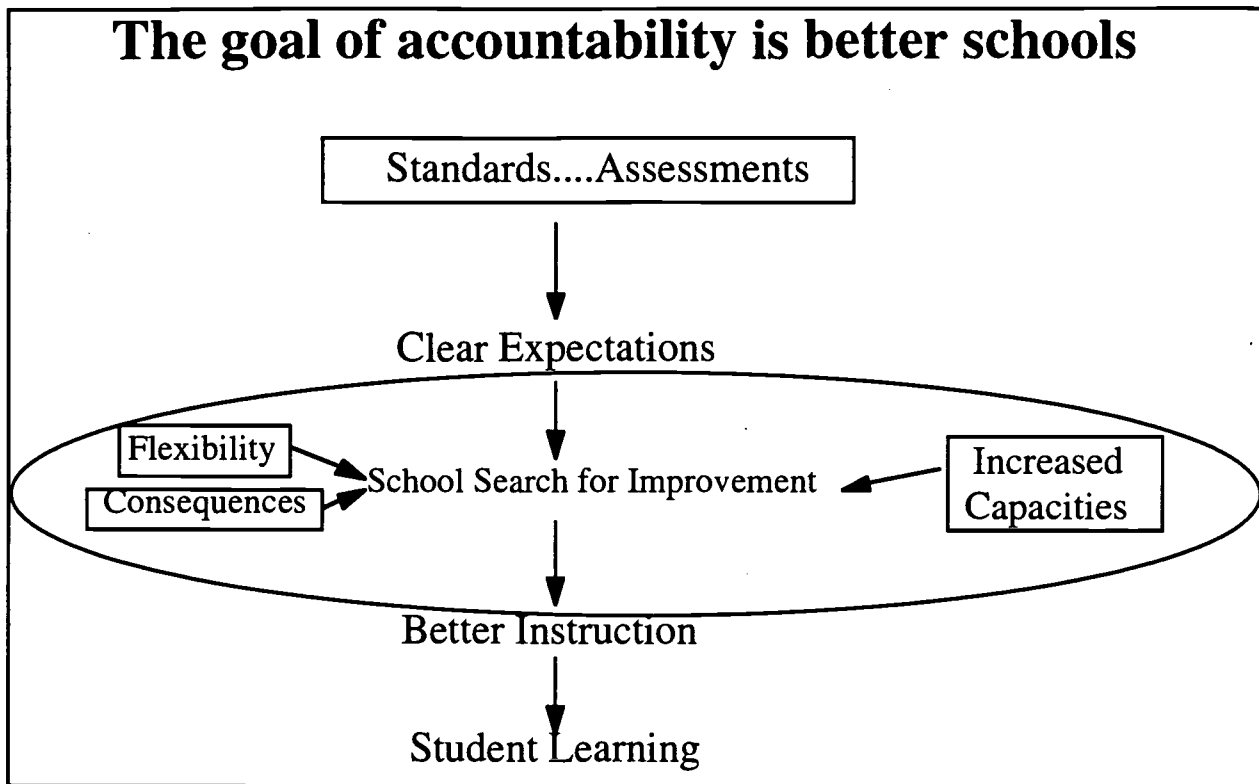 The goal of accountability is better schools
Standards....Assessments
Clear Expectations
Flexibility
Consequences
School Search for Improvement
Increased
Capacities
Better Instruction
Student Learning